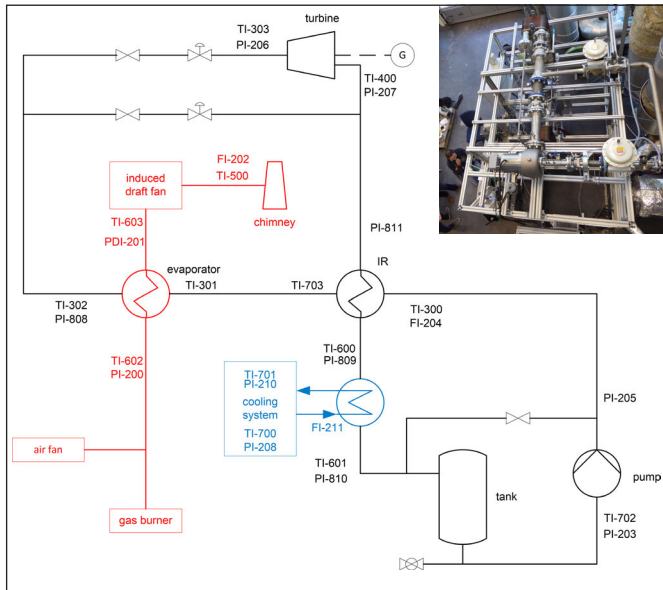 TI-303
PI-206
turbine
G
TI-400
PI-207
FI-202
TI-500
induced
draft fan
chimney
TI-603
PDI-201
PI-811
evaporator
IR
TI-301
TI-703
TI-302
PI-808
TI-300
FI-204
TI-602
PI-200
TI-600
PI-809
TI-701
PI-210
cooling
system
FI-211
TI-700
PI-208
PI-205
air fan
TI-601
PI-810
tank
pump
gas burner
TI-702
PI-203